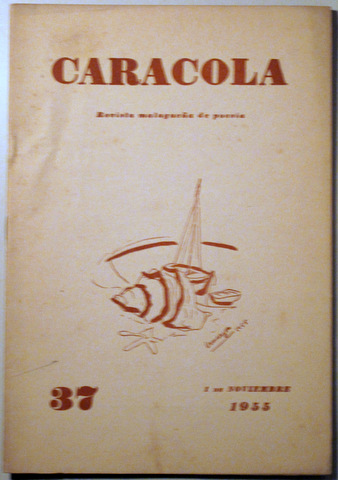 CARACOLA
Revista malagueña de poesía
37
1 DE NOVIEMBRE
1955